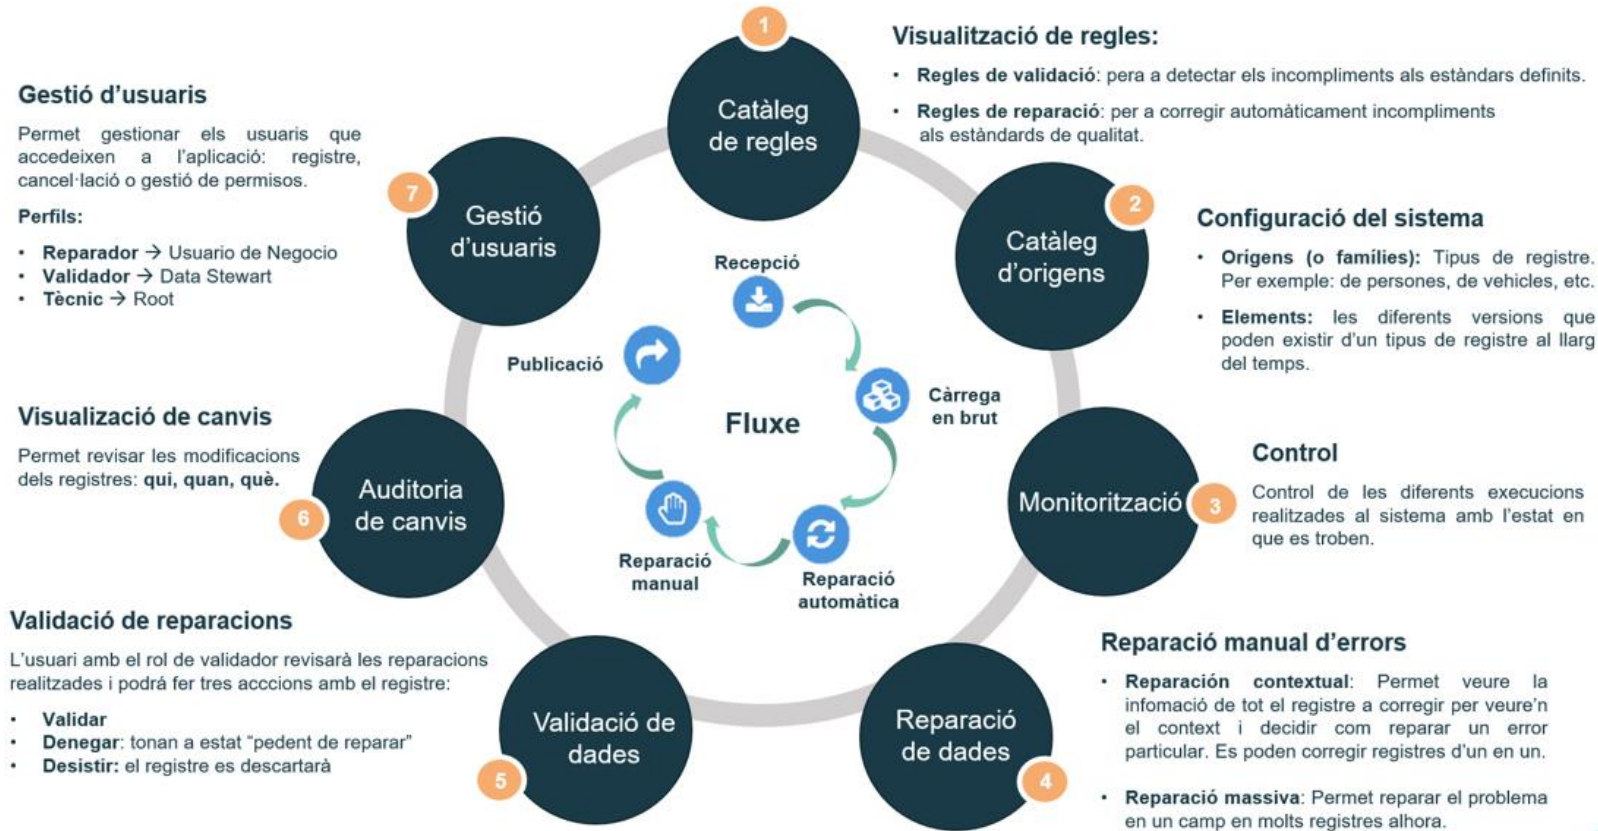 1
Catàleg
de regles
Visualització de regles:
• Regles de validació: pera a detectar els incompliments als estàndars definits.
• Regles de reparació: per a corregir automàticament incompliments
als estàndards de qualitat.
2
Catàleg
d'origens
Configuració del sistema
• Orígens (o famílies): Tipus de registre.
Per exemple: de persones, de vehicles, etc.
• Elements: les diferents versions que
poden existir d'un tipus de registre al llarg
del temps.
Monitorització
3
Control
Control de les diferents execucions
realitzades al sistema amb l'estat en
que es troben.
Reparació
de dades
4
Reparació manual d'errors
• Reparación contextual: Permet veure la
infomació de tot el registre a corregir per veure'n
el context i decidir com reparar un error
particular. Es poden corregir registres d'un en un.
• Reparació massiva: Permet reparar el problema
en un camp en molts registres alhora.
Validació de
dades
5
Validació de reparacions
L'usuari amb el rol de validador revisarà les reparacions
realitzades i podrá fer tres acccions amb el registre:
• Validar
• Denegar: tonan a estat "pedent de reparar"
• Desistir: el registre es descartarà
Auditoria
de canvis
6
Visualizació de canvis
Permet revisar les modificacions
dels registres: qui, quan, què.
7
Gestió
d'usuaris
Gestió d'usuaris
Permet gestionar els usuaris que
accedeixen a l'aplicació: registre,
cancel·lació o gestió de permisos.
Perfils:
• Reparador → Usuario de Negocio
• Validador → Data Stewart
• Tècnic → Root
Fluxe
Recepció
Càrrega
en brut
Reparació
automàtica
Reparació
manual
Publicació